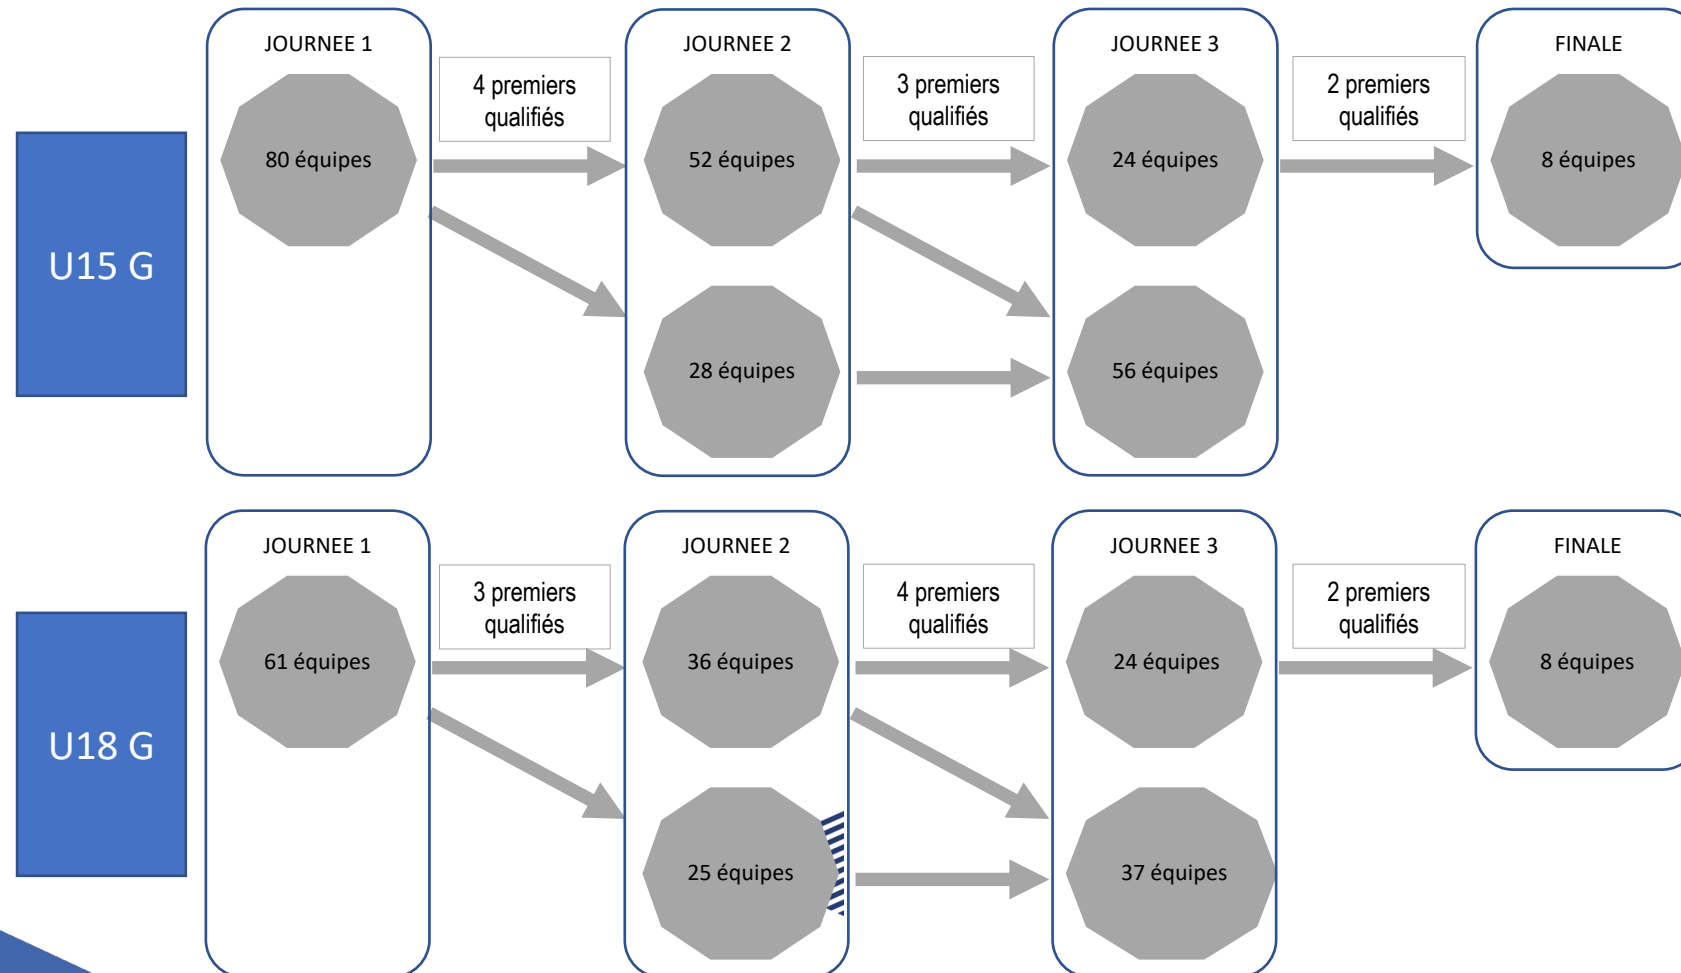 U15 G
JOURNEE 1
80 équipes
4 premiers
qualifiés
JOURNEE 2
52 équipes
28 équipes
3 premiers
qualifiés
JOURNEE 3
24 équipes
56 équipes
2 premiers
qualifiés
FINALE
8 équipes
U18 G
JOURNEE 1
61 équipes
3 premiers
qualifiés
JOURNEE 2
36 équipes
25 équipes
4 premiers
qualifiés
JOURNEE 3
24 équipes
37 équipes
2 premiers
qualifiés
FINALE
8 équipes